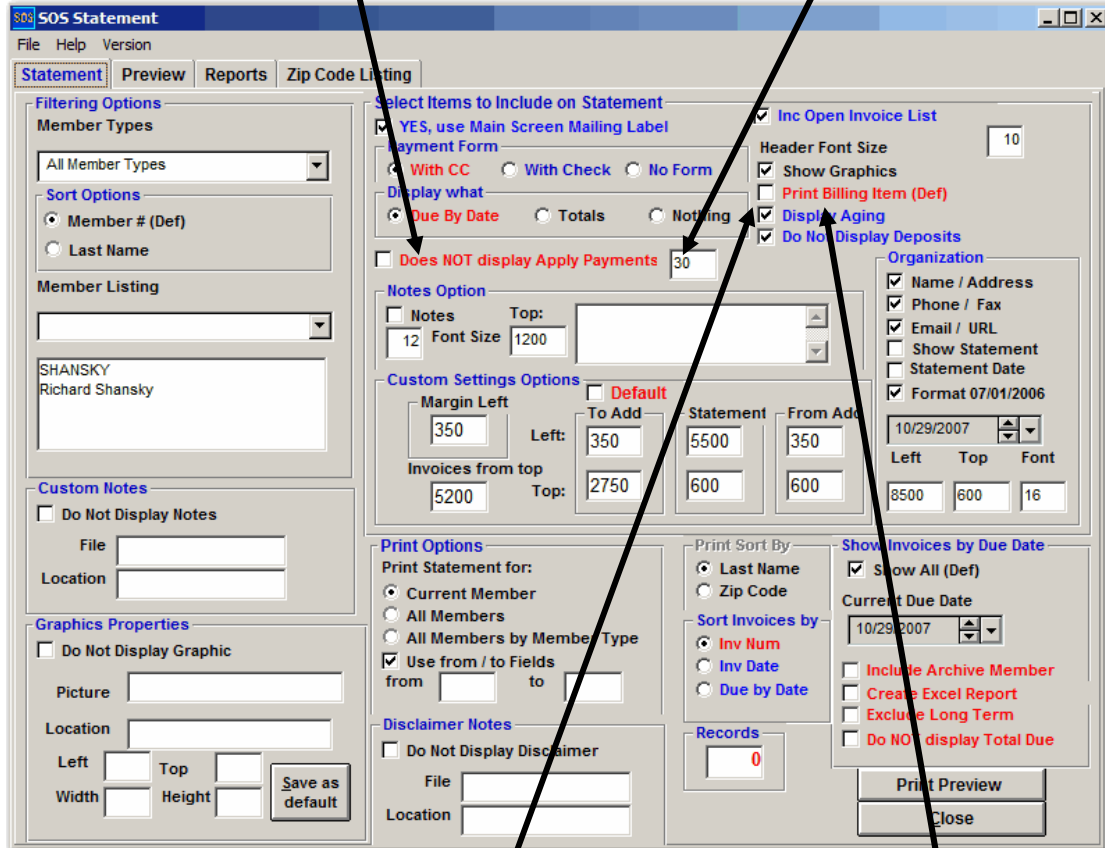 SOS Statement
File Help Version
Statement Preview Reports Zip Code Listing
Filtering Options
Member Types
All Member Types
Sort Options
Member # (Def)
Last Name
Member Listing
SHANSKY
Richard Shansky
Custom Notes
Do Not Display Notes
File
Location
Graphics Properties
Do Not Display Graphic
Picture
Location
Left Top
Width Height
Save as default
Select Items to Include on Statement
YES, use Main Screen Mailing Label
Payment Form
With CC With Check No Form
Display what
Due By Date Totals Nothing
Does NOT display Apply Payments 30
Inc Open Invoice List
Header Font Size 10
Show Graphics
Print Billing Item (Def)
Display Aging
Do Not Display Deposits
Notes Option
Notes Top:
12 Font Size 1200
Organization
Name / Address
Phone / Fax
Email / URL
Show Statement
Statement Date
Format 07/01/2006
10/29/2007
Left Top Font
8500 600 16
Custom Settings Options Default
Margin Left
350
Invoices from top
5200
To Add Statement From Add
Left: 350 5500 350
Top: 2750 600 600
Print Options
Print Statement for:
Current Member
All Members
All Members by Member Type
Use from / to Fields
from to
Disclaimer Notes
Do Not Display Disclaimer
File
Location
Print Sort By
Last Name
Zip Code
Sort Invoices by
Inv Num
Inv Date
Due by Date
Records
0
Show Invoices by Due Date
Show All (Def)
Current Due Date
10/29/2007
Include Archive Member
Create Excel Report
Exclude Long Term
Do NOT display Total Due
Print Preview
Close